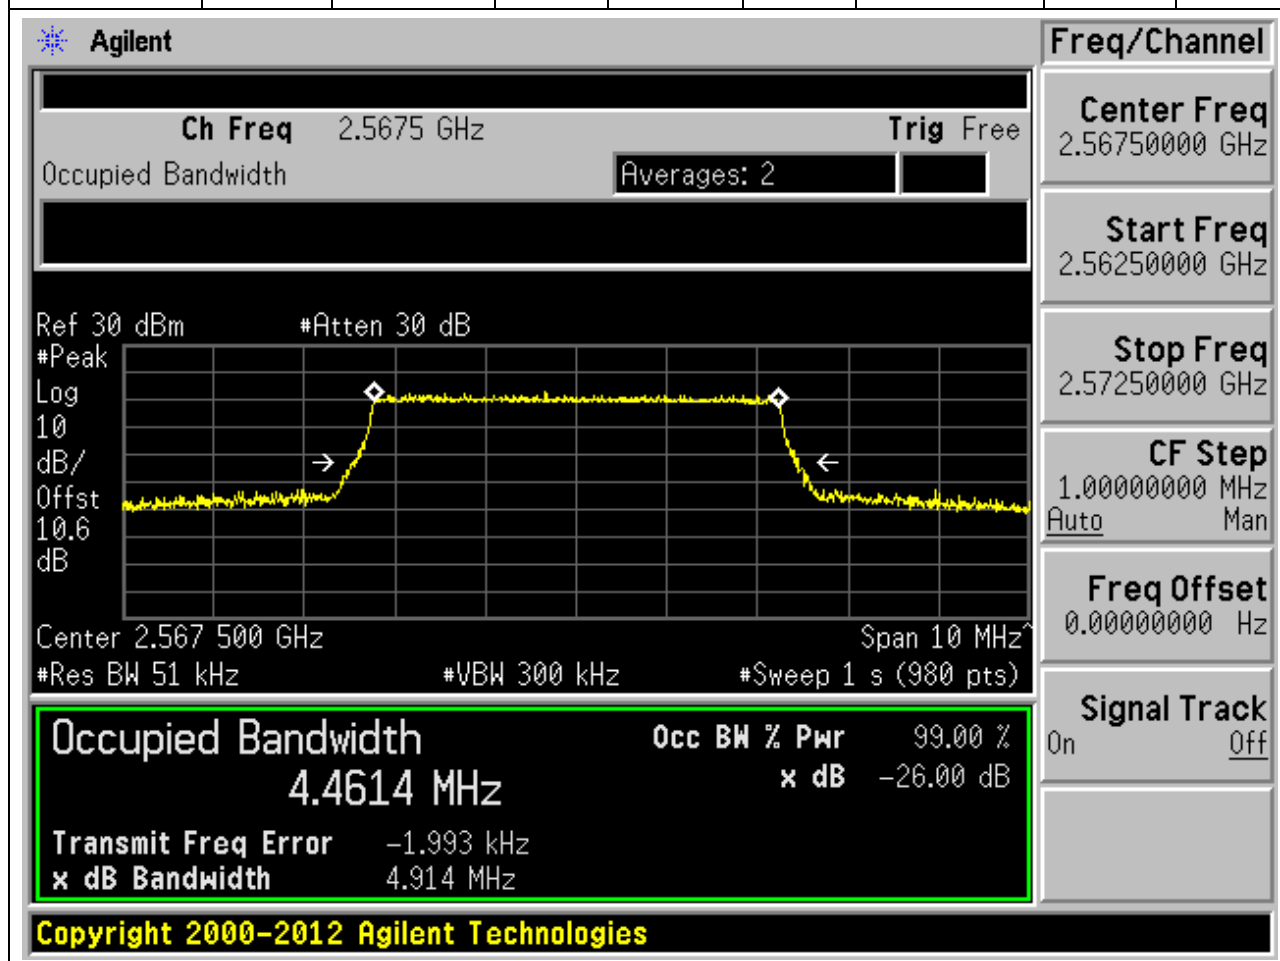 Agilent
Freq/Channel
Ch Freq 2.5675 GHz Trig Free
Occupied Bandwidth Averages: 2
Center Freq
2.56750000 GHz
Start Freq
2.56250000 GHz
Stop Freq
2.57250000 GHz
CF Step
1.00000000 MHz
Auto Man
Freq Offset
0.00000000 Hz
Signal Track
On Off
Ref 30 dBm #Atten 30 dB
#Peak
Log
10
dB/
Offst
10.6
dB
Center 2.567 500 GHz Span 10 MHz^
#Res BW 51 kHz #VBW 300 kHz #Sweep 1 s (980 pts)
Occupied Bandwidth Occ BW % Pwr 99.00 %
4.4614 MHz x dB -26.00 dB
Transmit Freq Error -1.993 kHz
x dB Bandwidth 4.914 MHz
Copyright 2000-2012 Agilent Technologies